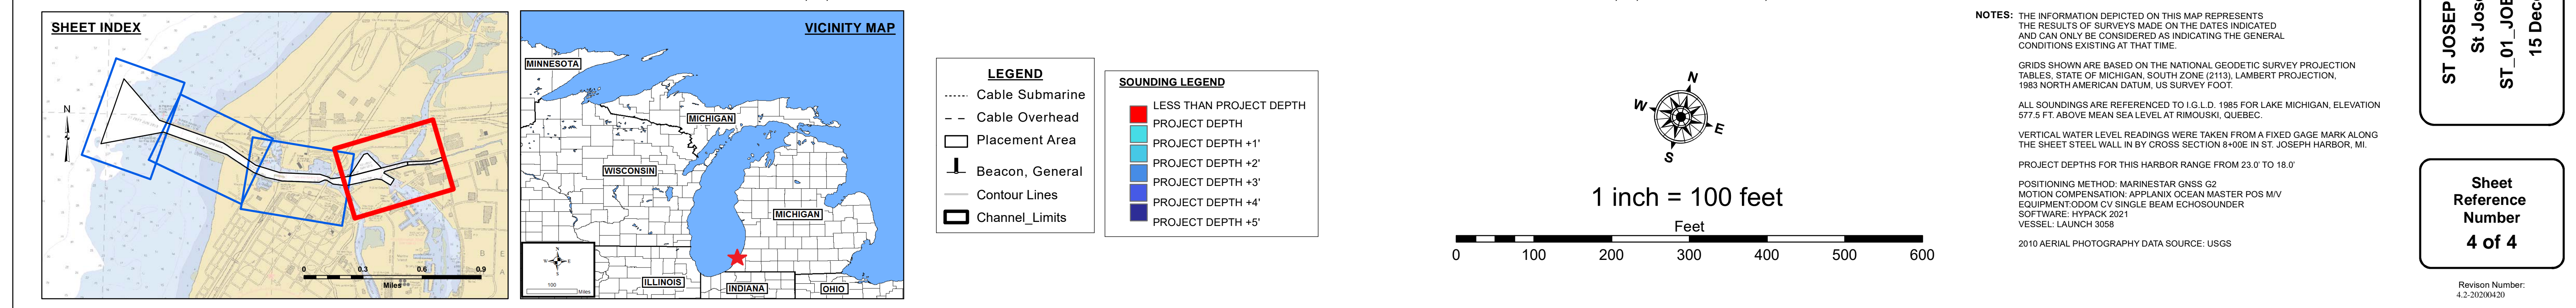 SHEET INDEX
N
0 0.3 0.6 0.9
Miles
VICINITY MAP
MINNESOTA
MICHIGAN
WISCONSIN
MICHIGAN
ILLINOIS
INDIANA
OHIO
N
W E
S
100
Miles
LEGEND
Cable Submarine
Cable Overhead
Placement Area
Beacon, General
Contour Lines
Channel_Limits
SOUNDING LEGEND
LESS THAN PROJECT DEPTH
PROJECT DEPTH
PROJECT DEPTH +1'
PROJECT DEPTH +2'
PROJECT DEPTH +3'
PROJECT DEPTH +4'
PROJECT DEPTH +5'
N
W
E
S
1 inch = 100 feet
Feet
0 100 200 300 400 500 600
NOTES: THE INFORMATION DEPICTED ON THIS MAP REPRESENTS
THE RESULTS OF SURVEYS MADE ON THE DATES INDICATED
AND CAN ONLY BE CONSIDERED AS INDICATING THE GENERAL
CONDITIONS EXISTING AT THAT TIME.
GRIDS SHOWN ARE BASED ON THE NATIONAL GEODETIC SURVEY PROJECTION
TABLES, STATE OF MICHIGAN, SOUTH ZONE (2113), LAMBERT PROJECTION,
1983 NORTH AMERICAN DATUM, US SURVEY FOOT.
ALL SOUNDINGS ARE REFERENCED TO I.G.L.D. 1985 FOR LAKE MICHIGAN, ELEVATION
577.5 FT. ABOVE MEAN SEA LEVEL AT RIMOUSKI, QUEBEC.
VERTICAL WATER LEVEL READINGS WERE TAKEN FROM A FIXED GAGE MARK ALONG
THE SHEET STEEL WALL IN BY CROSS SECTION 8+00E IN ST. JOSEPH HARBOR, MI.
PROJECT DEPTHS FOR THIS HARBOR RANGE FROM 23.0' TO 18.0'
POSITIONING METHOD: MARINESTAR GNSS G2
MOTION COMPENSATION: APPLANIX OCEAN MASTER POS M/V
EQUIPMENT:ODOM CV SINGLE BEAM ECHOSOUNDER
SOFTWARE: HYPACK 2021
VESSEL: LAUNCH 3058
2010 AERIAL PHOTOGRAPHY DATA SOURCE: USGS
ST JOSEP
St Jose
ST_01_JOE
15 Dece
Sheet
Reference
Number
4 of 4
Revison Number:
4.2-20200420